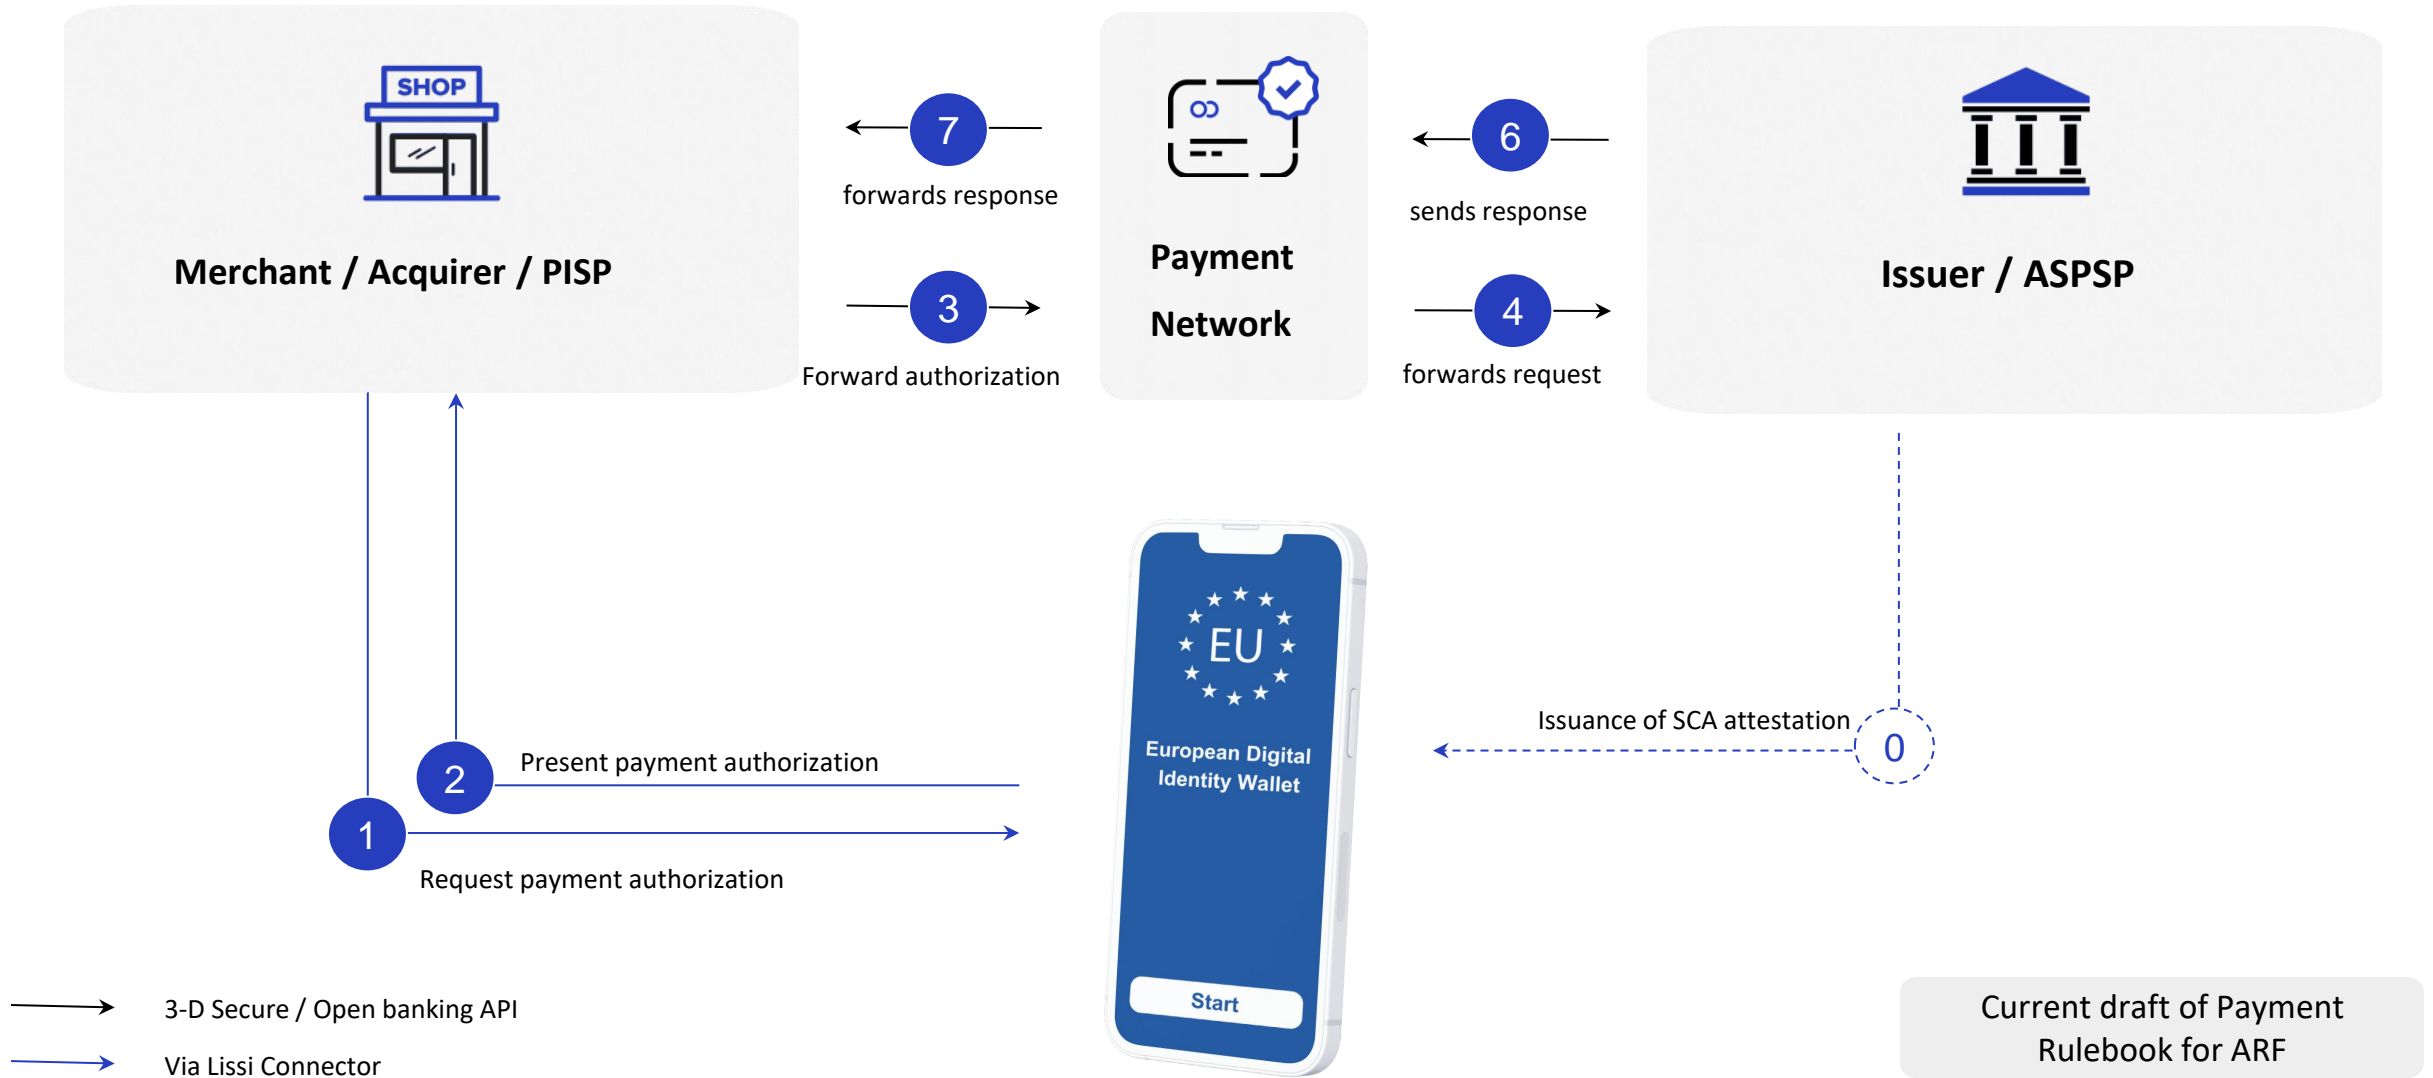 SHOP
Merchant / Acquirer / PISP
7
forwards response
3
Forward authorization
Payment
Network
6
sends response
4
forwards request
Issuer / ASPSP
EU
European Digital
Identity Wallet
Start
Issuance of SCA attestation
0
2
Present payment authorization
1
Request payment authorization
3-D Secure / Open banking API
Via Lissi Connector
Current draft of Payment
Rulebook for ARF